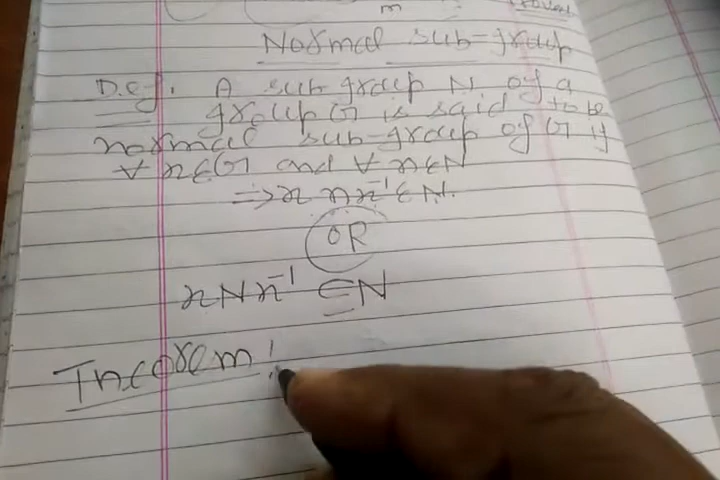 m
Normal sub-group
Def. A sub group N of a
group G is said to be
normal sub-group of G if
∀ x∈G and ∀ n∈N
⇒ x n x⁻¹ ∈ N.
OR
xNx⁻¹ ⊆ N
Theorem: